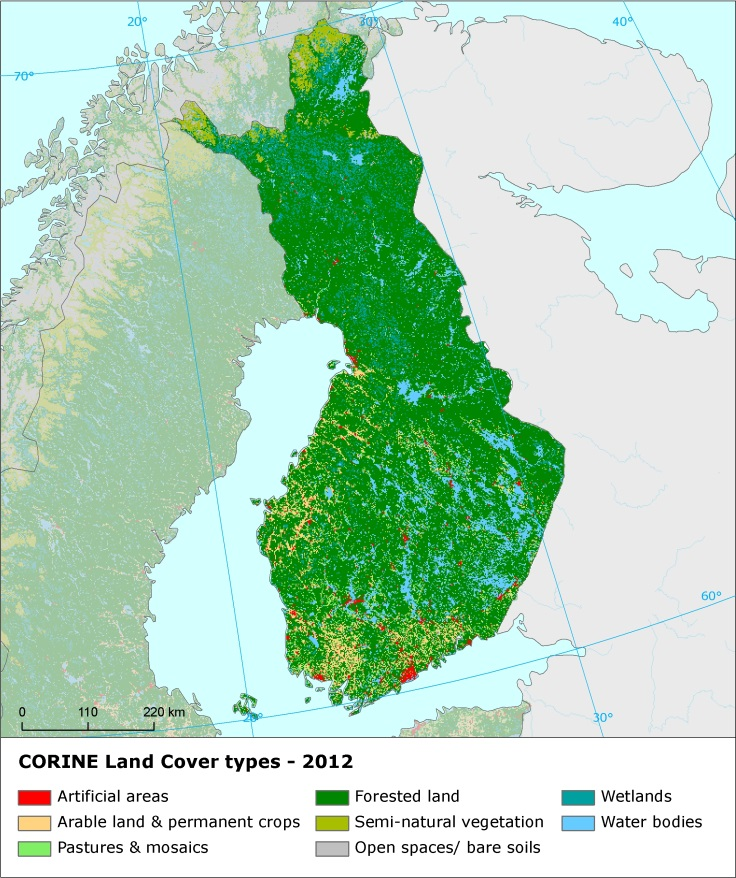 20° 30° 40°
70°
60°
0 110 220 km
30°
CORINE Land Cover types - 2012
Artificial areas Forested land Wetlands
Arable land & permanent crops Semi-natural vegetation Water bodies
Pastures & mosaics Open spaces/ bare soils